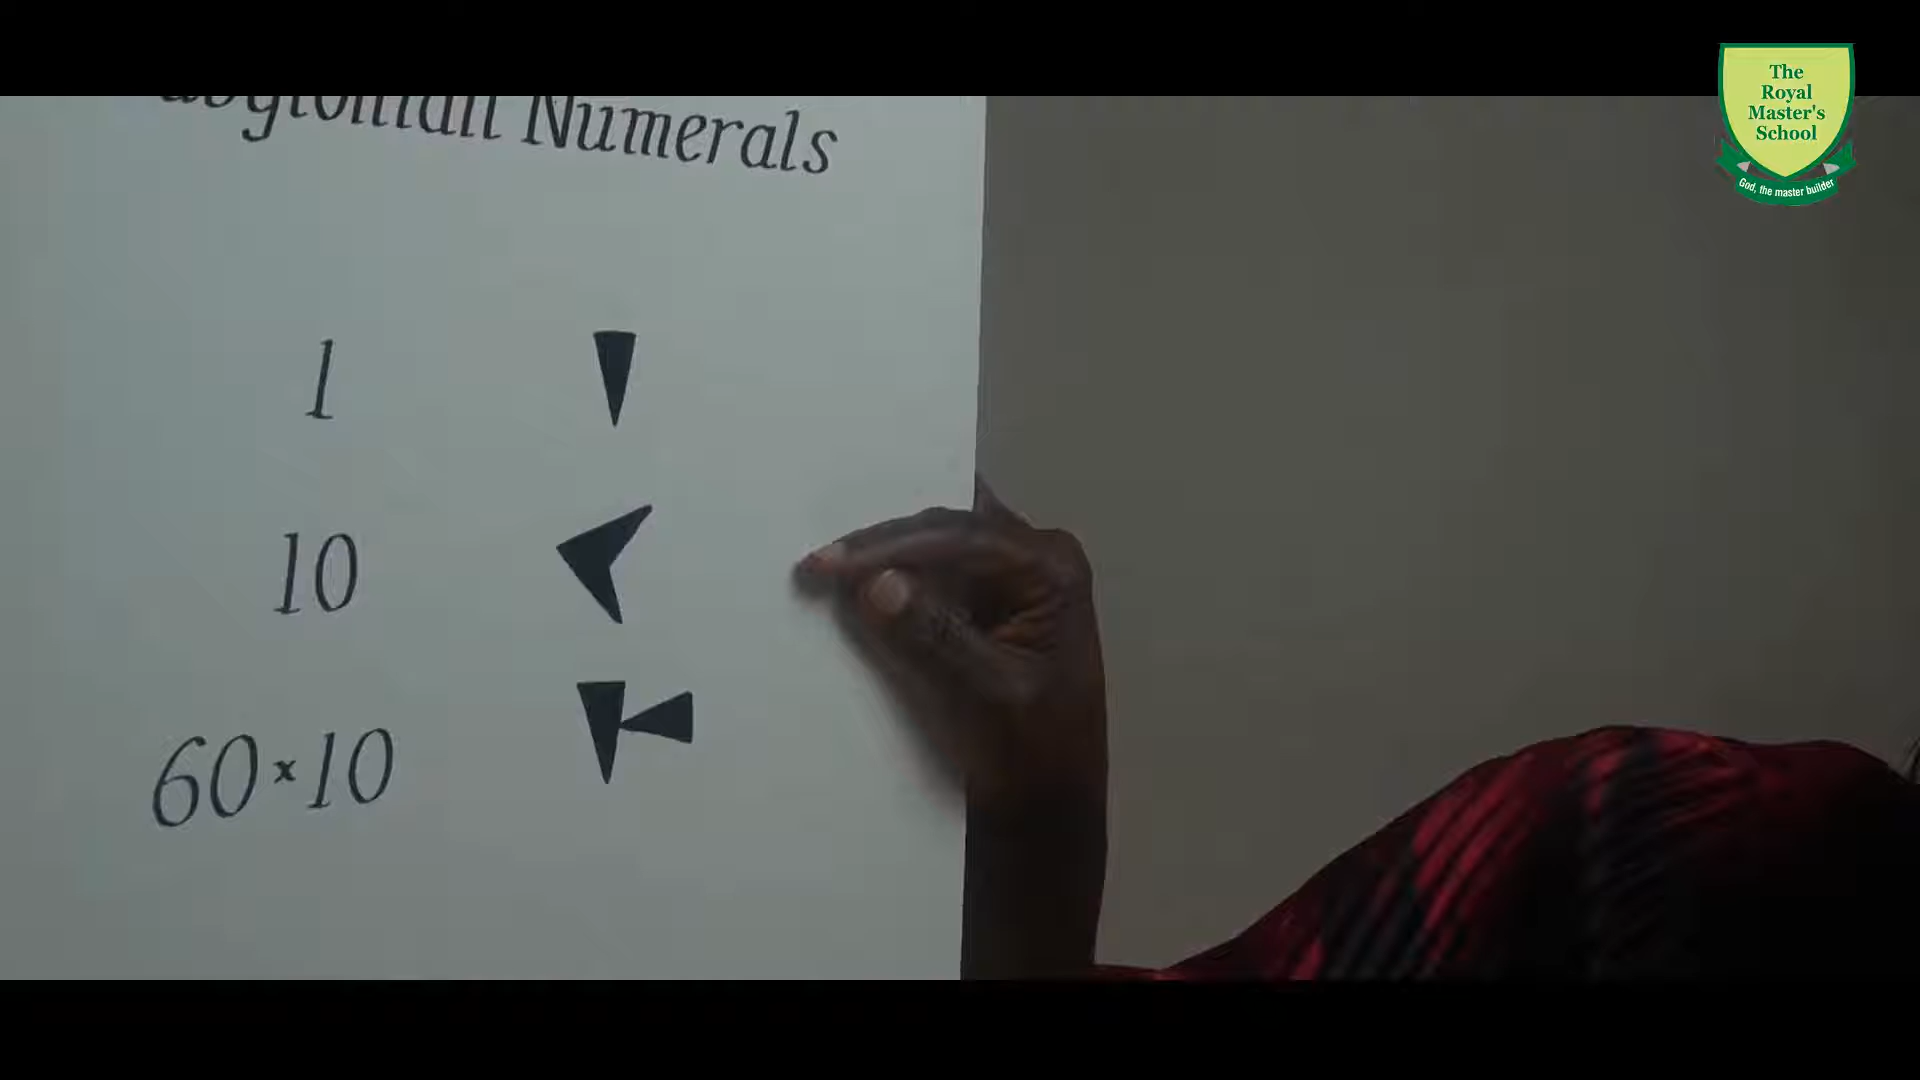 Numerals
1
10
60×10
The
Royal
Master's
School
God, the master builder